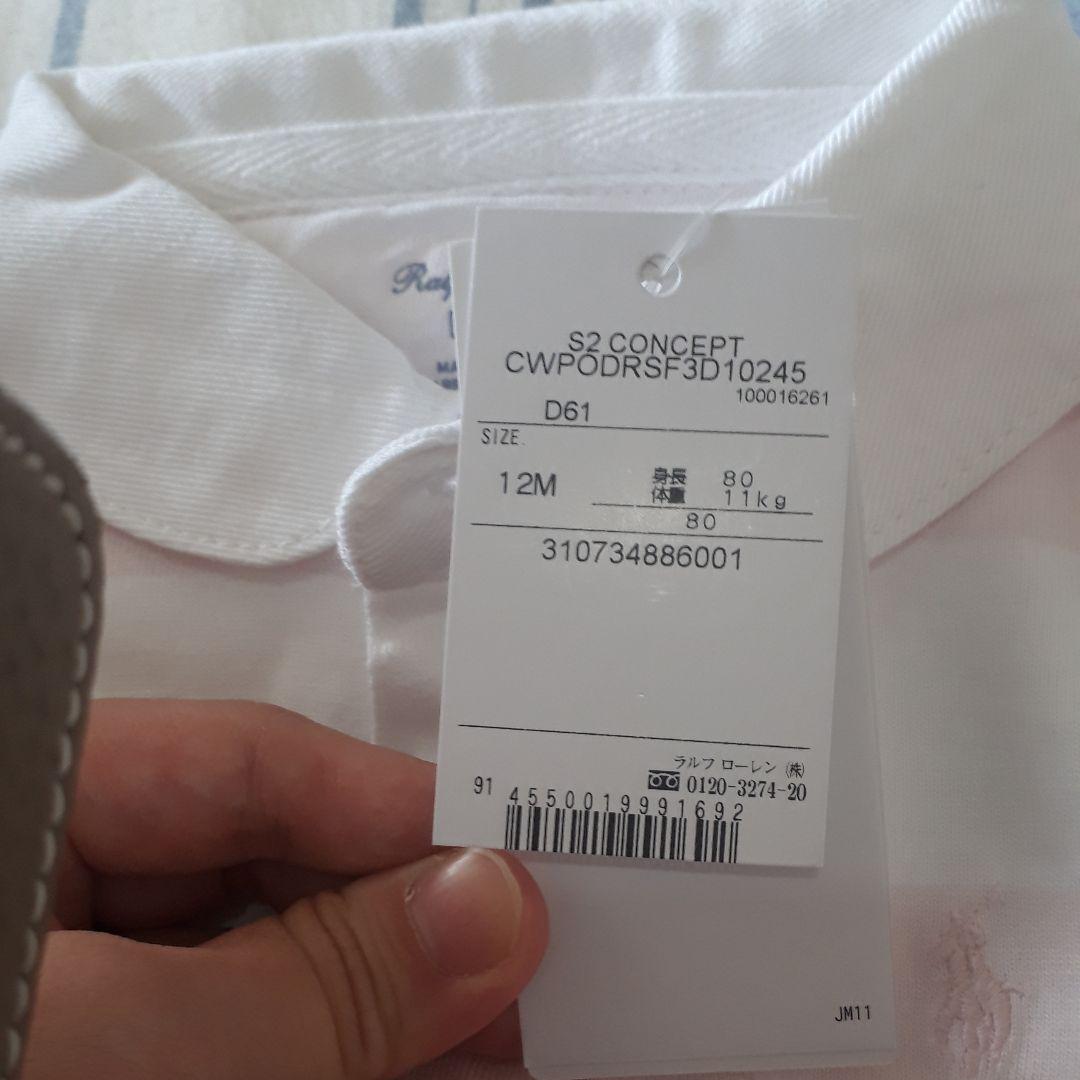 S2 CONCEPT
CWPODRSF3D10245
100016261
D61
SIZE.
12M
身長 80
体重 11kg
80
310734886001
ラルフ ローレン (株)
0120-3274-20
91
4550019991692
JM11